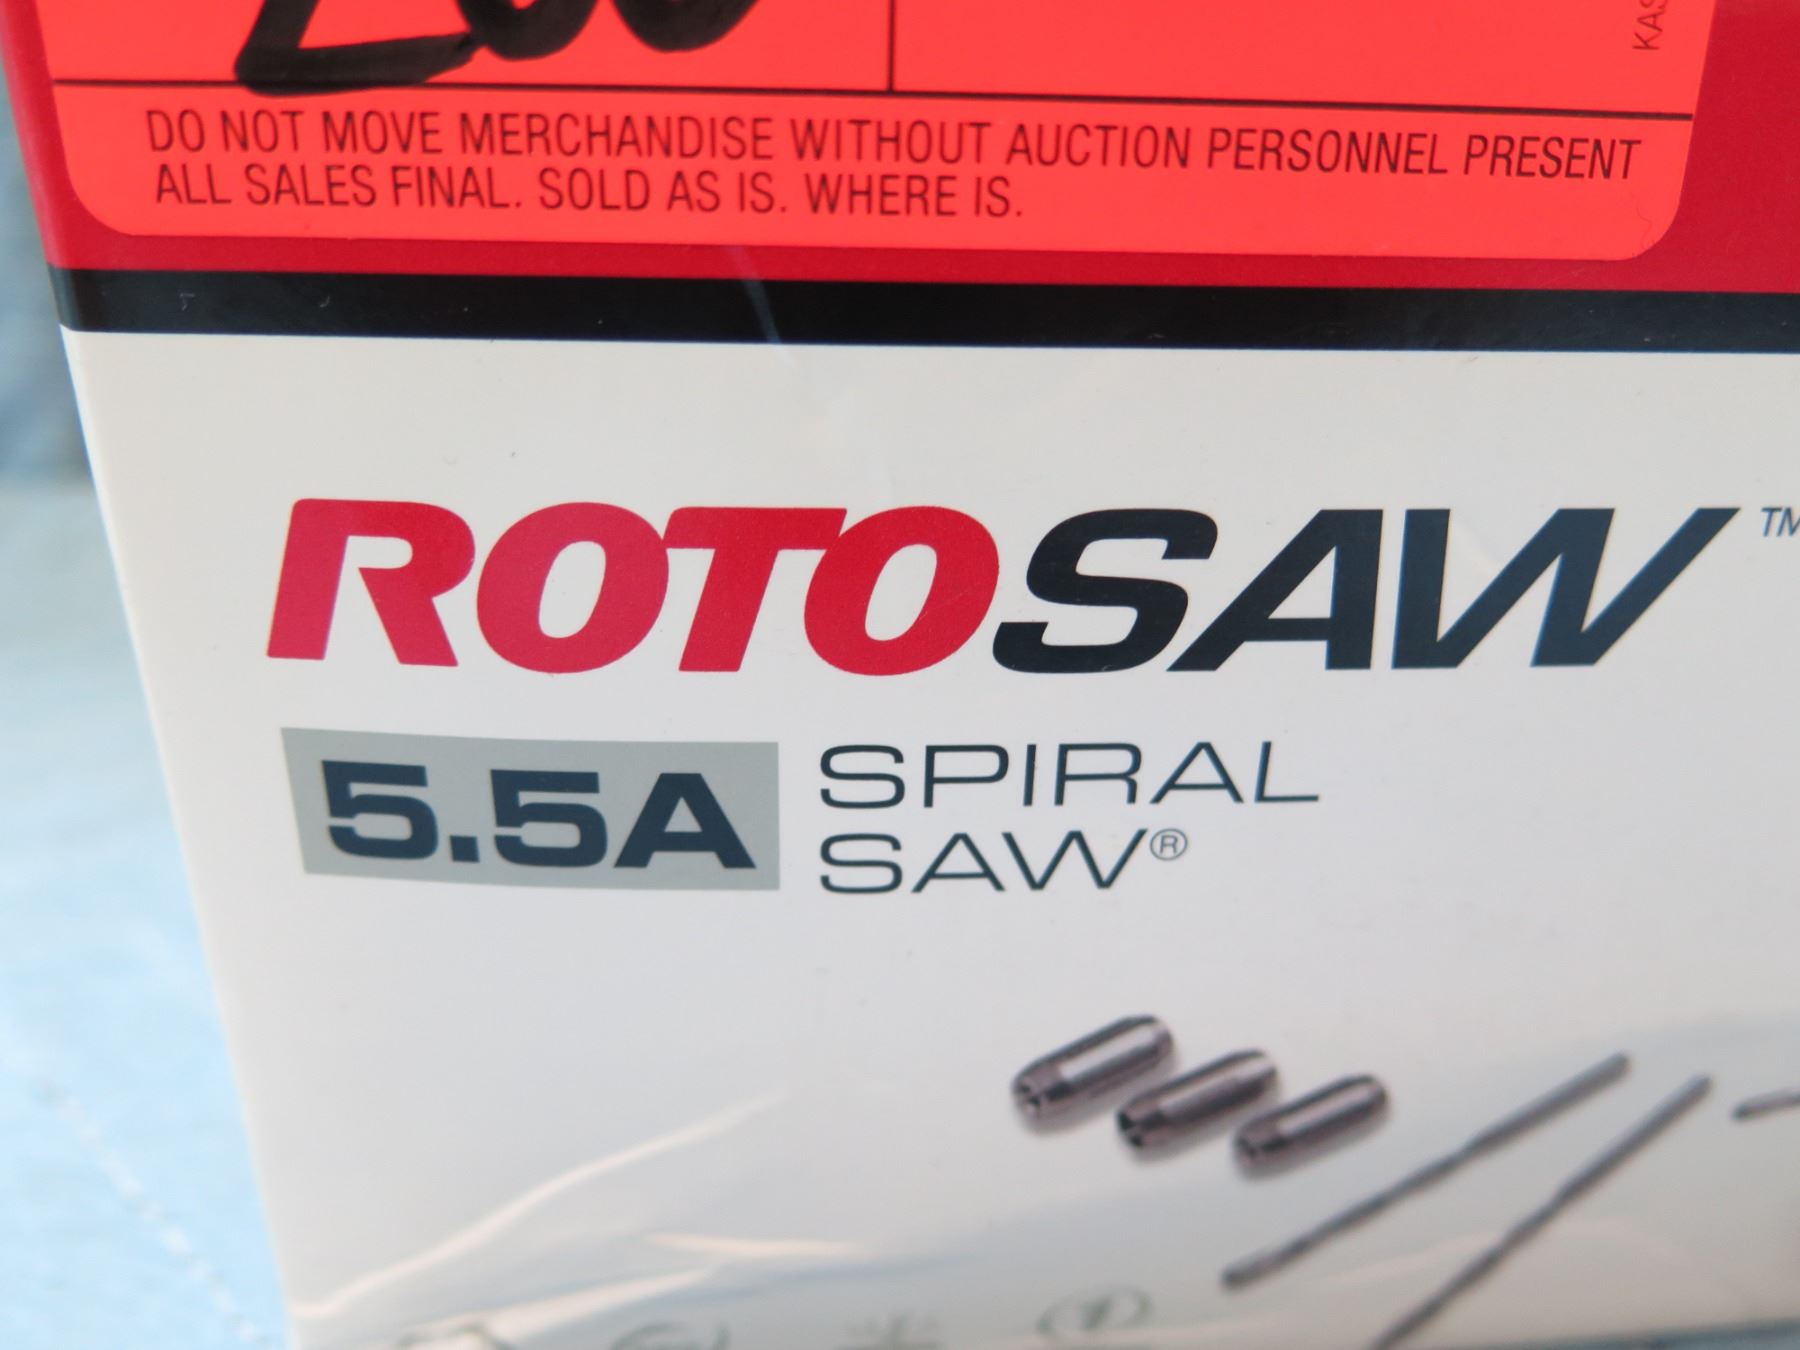 DO NOT MOVE MERCHANDISE WITHOUT AUCTION PERSONNEL PRESENT
ALL SALES FINAL. SOLD AS IS. WHERE IS.
ROTOSAW™
5.5A SPIRAL
SAW®